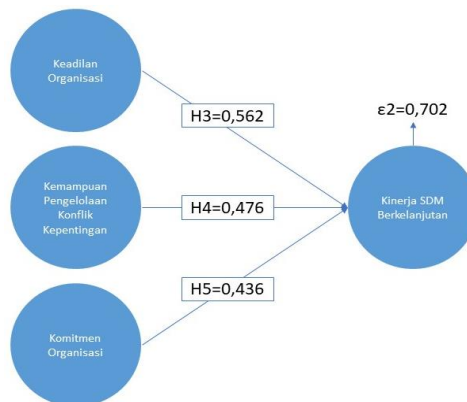 Keadilan
Organisasi
H3=0,562
ε2=0,702
Kemampuan
Pengelolaan
Konflik
Kepentingan
H4=0,476
Kinerja SDM
Berkelanjutan
H5=0,436
Komitmen
Organisasi